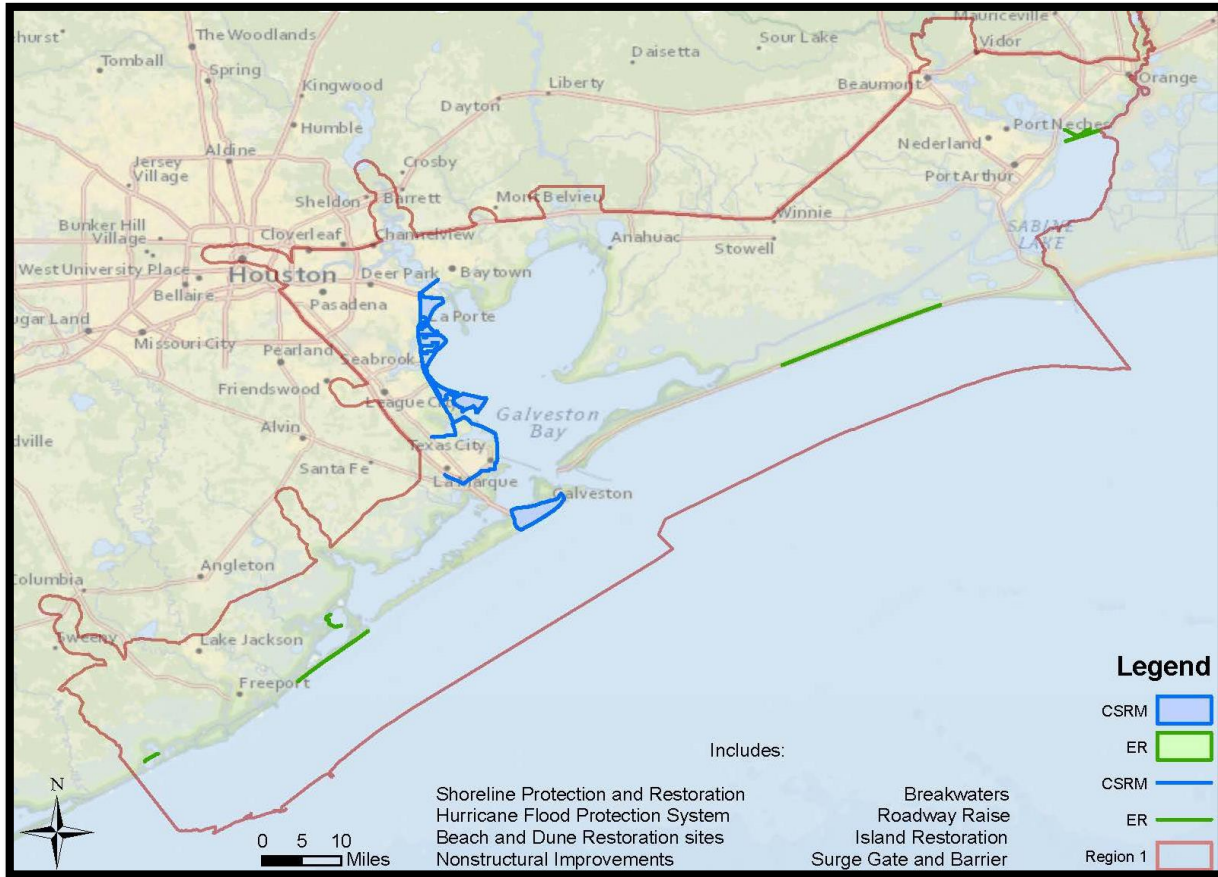 Mauriceville
The Woodlands
Sour Lake
Daisetta
Vidor
Tomball
Spring
Beaumont
Orange
Kingwood
Liberty
Dayton
Humble
Port Neches
Nederland
Aldine
Crosby
Port Arthur
Jersey
Village
Sheldon
Barrett
Mont Belvieu
Winnie
Bunker Hill
Village
Cloverleaf
Channelview
Anahuac
Stowell
SABINE
LAKE
West University Place
Houston
Deer Park
Baytown
Bellaire
Pasadena
La Porte
Missouri City
Pearland
Seabrook
Friendswood
League City
Galveston
Bay
Alvin
Texas City
Santa Fe
La Marque
Galveston
Angleton
Columbia
Sweeny
Lake Jackson
Freeport
Legend
CSRM
ER
CSRM
ER
Region 1
Includes:
Shoreline Protection and Restoration
Hurricane Flood Protection System
Beach and Dune Restoration sites
Nonstructural Improvements
Breakwaters
Roadway Raise
Island Restoration
Surge Gate and Barrier
N
0 5 10
Miles